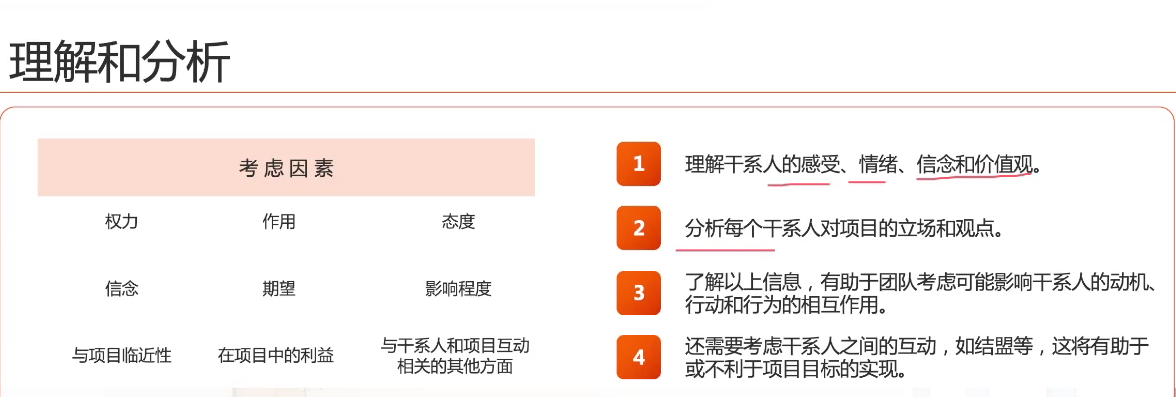 理解和分析
考虑因素
权力 作用 态度
信念 期望 影响程度
与项目临近性 在项目中的利益 与干系人和项目互动
相关的其他方面
1 理解干系人的感受、情绪、信念和价值观。
2 分析每个干系人对项目的立场和观点。
3 了解以上信息，有助于团队考虑可能影响干系人的动机、
行动和行为的相互作用。
4 还需要考虑干系人之间的互动，如结盟等，这将有助于
或不利于项目目标的实现。